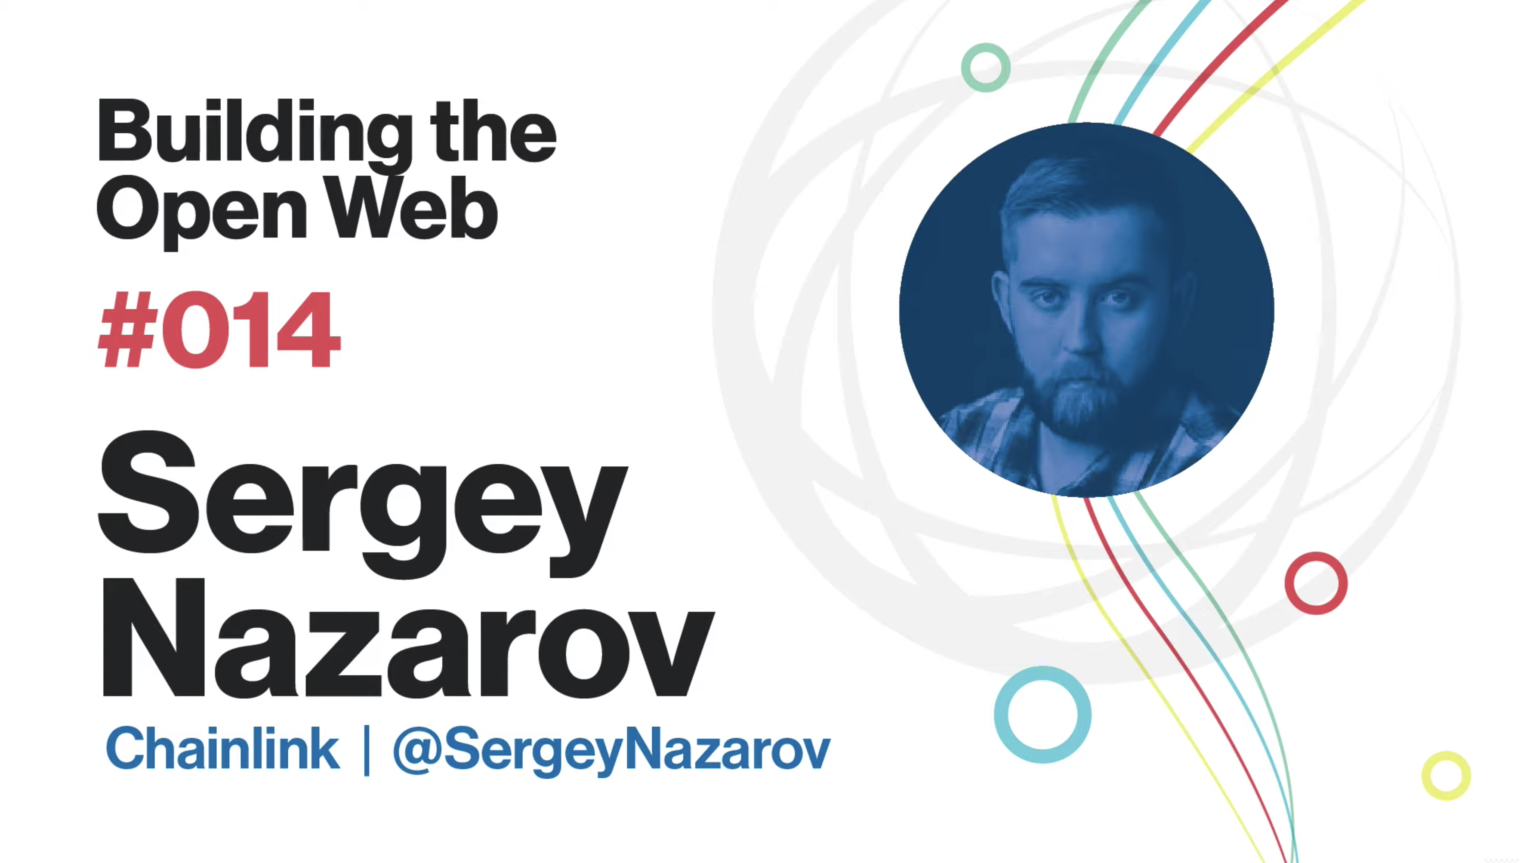 Building the
Open Web
#014
Sergey
Nazarov
Chainlink | @SergeyNazarov